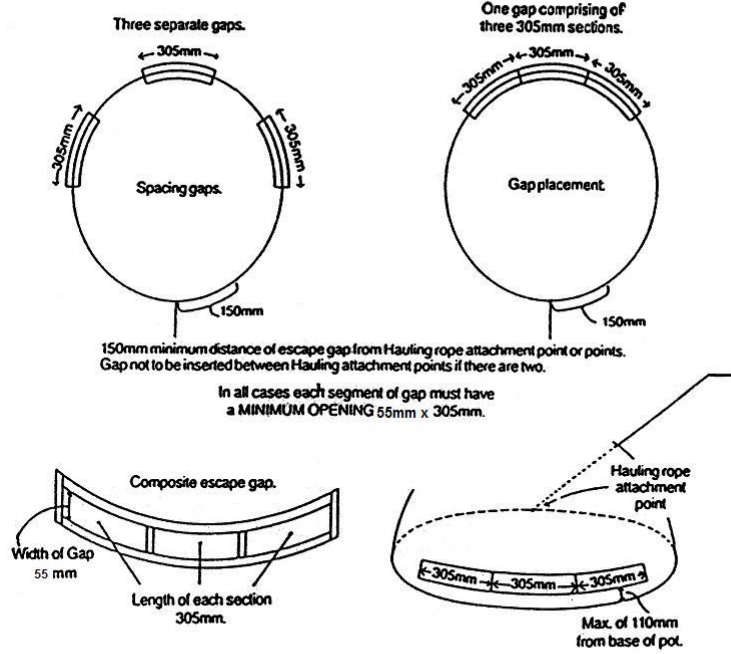 Three separate gaps.
305mm
305mm
305mm
Spacing gaps.
150mm
One gap comprising of
three 305mm sections.
305mm
305mm
305mm
Gap placement.
150mm
150mm minimum distance of escape gap from Hauling rope attachment point or points.
Gap not to be inserted between Hauling attachment points if there are two.
In all cases each segment of gap must have
a MINIMUM OPENING 55mm x 305mm.
Composite escape gap.
Width of Gap
55 mm
Length of each section
305mm.
Hauling rope
attachment
point
305mm
305mm
305mm
Max. of 110mm
from base of pot.